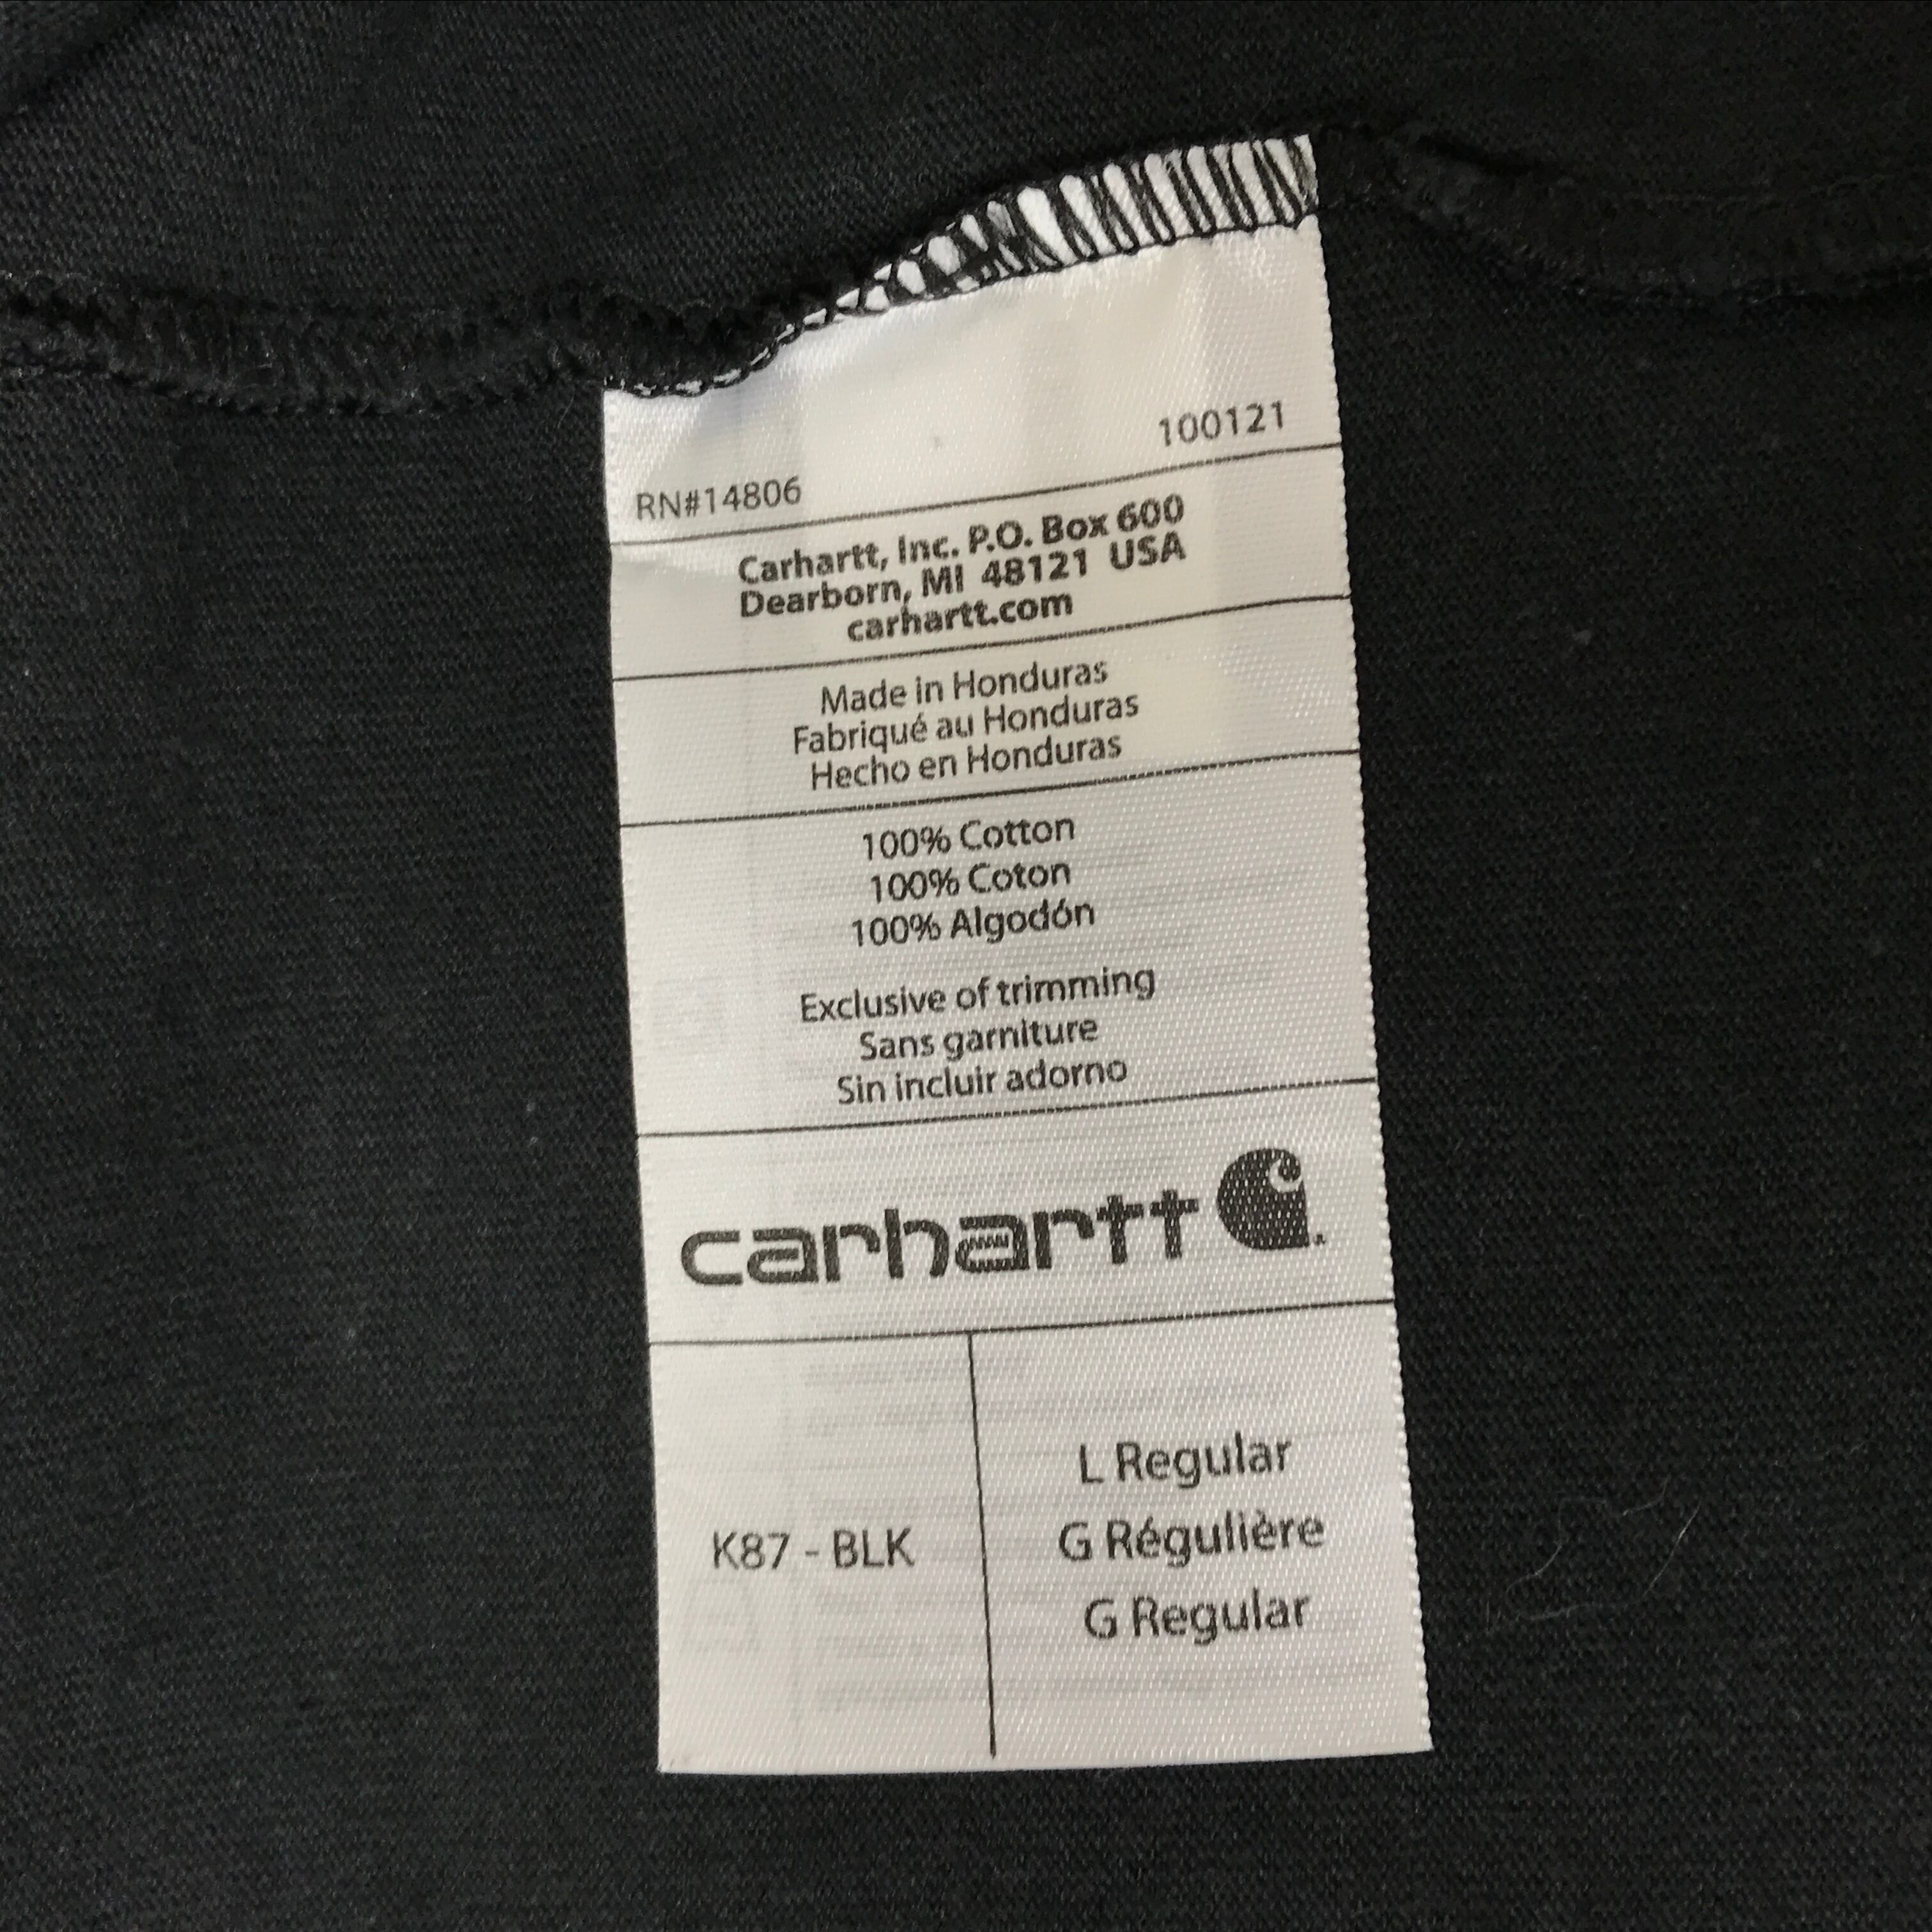 100121
RN#14806
Carhartt, Inc. P.O. Box 600
Dearborn, MI 48121 USA
carhartt.com
Made in Honduras
Fabriqué au Honduras
Hecho en Honduras
100% Cotton
100% Coton
100% Algodón
Exclusive of trimming
Sans garniture
Sin incluir adorno
carhartt
K87 - BLK
L Regular
G Régulière
G Regular